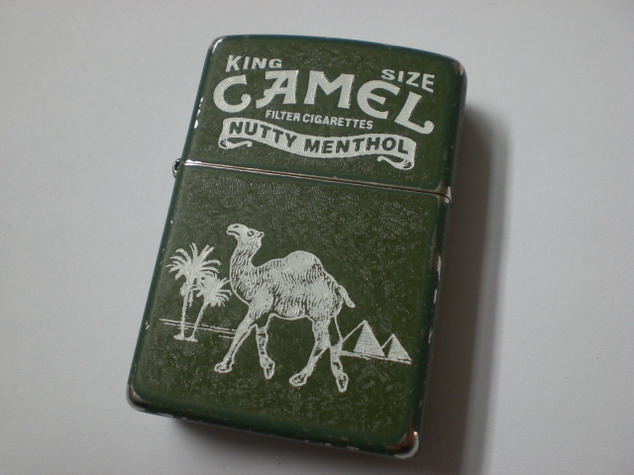 KING SIZE
CAMEL
FILTER CIGARETTES
NUTTY MENTHOL